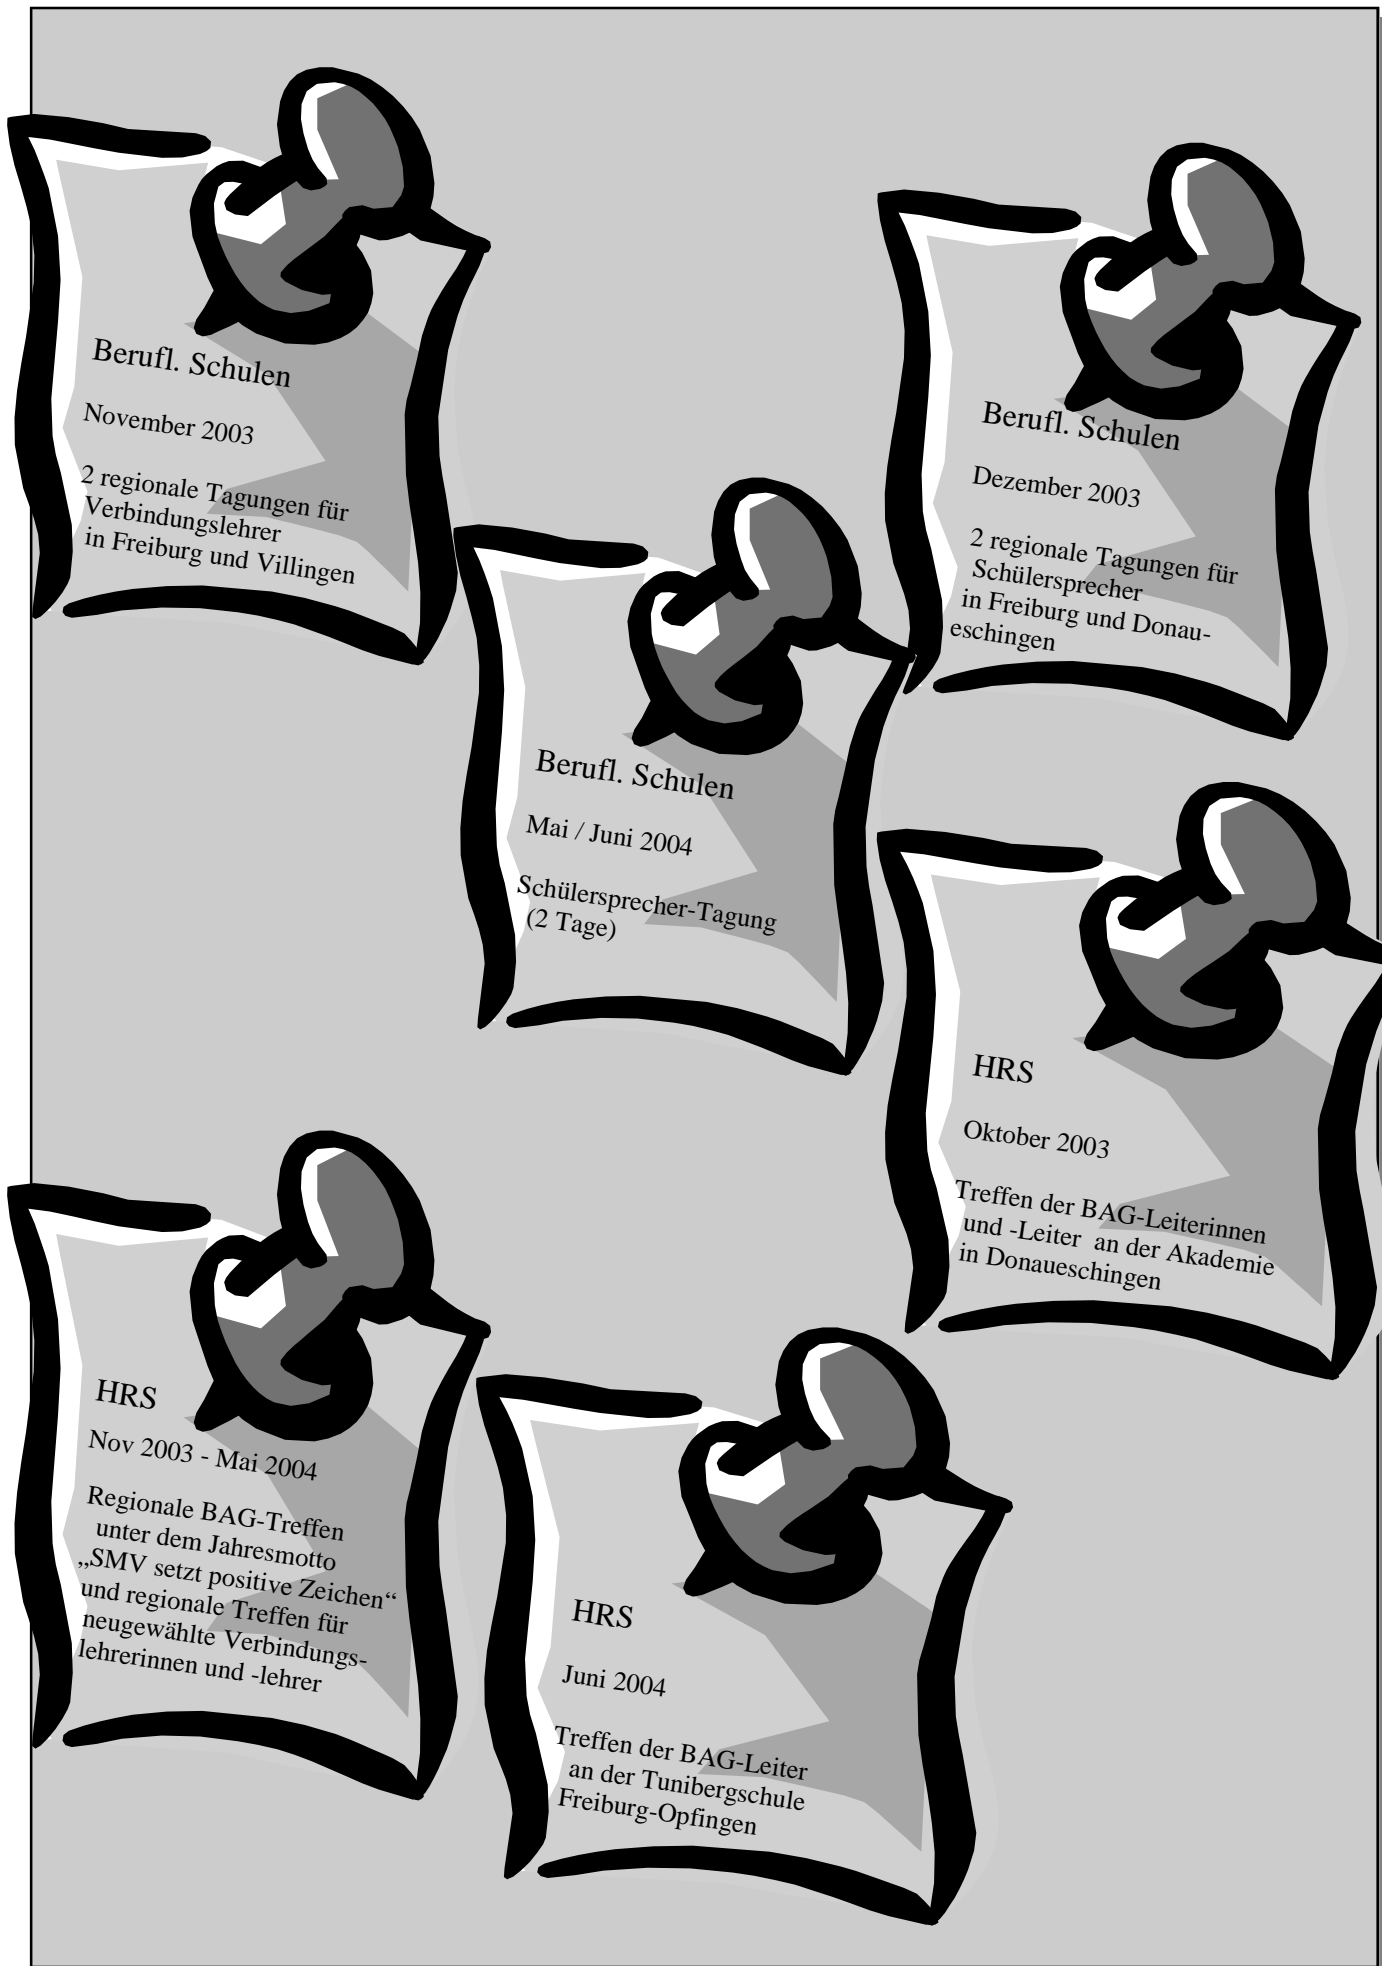 Berufl. Schulen
November 2003
2 regionale Tagungen für
Verbindungslehrer
in Freiburg und Villingen
Berufl. Schulen
Dezember 2003
2 regionale Tagungen für
Schülersprecher
in Freiburg und Donau-
eschingen
Berufl. Schulen
Mai / Juni 2004
Schülersprecher-Tagung
(2 Tage)
HRS
Oktober 2003
Treffen der BAG-Leiterinnen
und -Leiter an der Akademie
in Donaueschingen
HRS
Nov 2003 - Mai 2004
Regionale BAG-Treffen
unter dem Jahresmotto
„SMV setzt positive Zeichen“
und regionale Treffen für
neugewählte Verbindungs-
lehrerinnen und -lehrer
HRS
Juni 2004
Treffen der BAG-Leiter
an der Tunibergschule
Freiburg-Opfingen